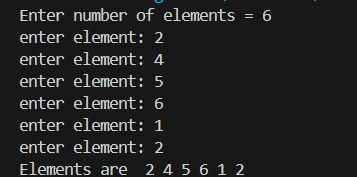 Enter number of elements = 6
enter element: 2
enter element: 4
enter element: 5
enter element: 6
enter element: 1
enter element: 2
Elements are  2 4 5 6 1 2